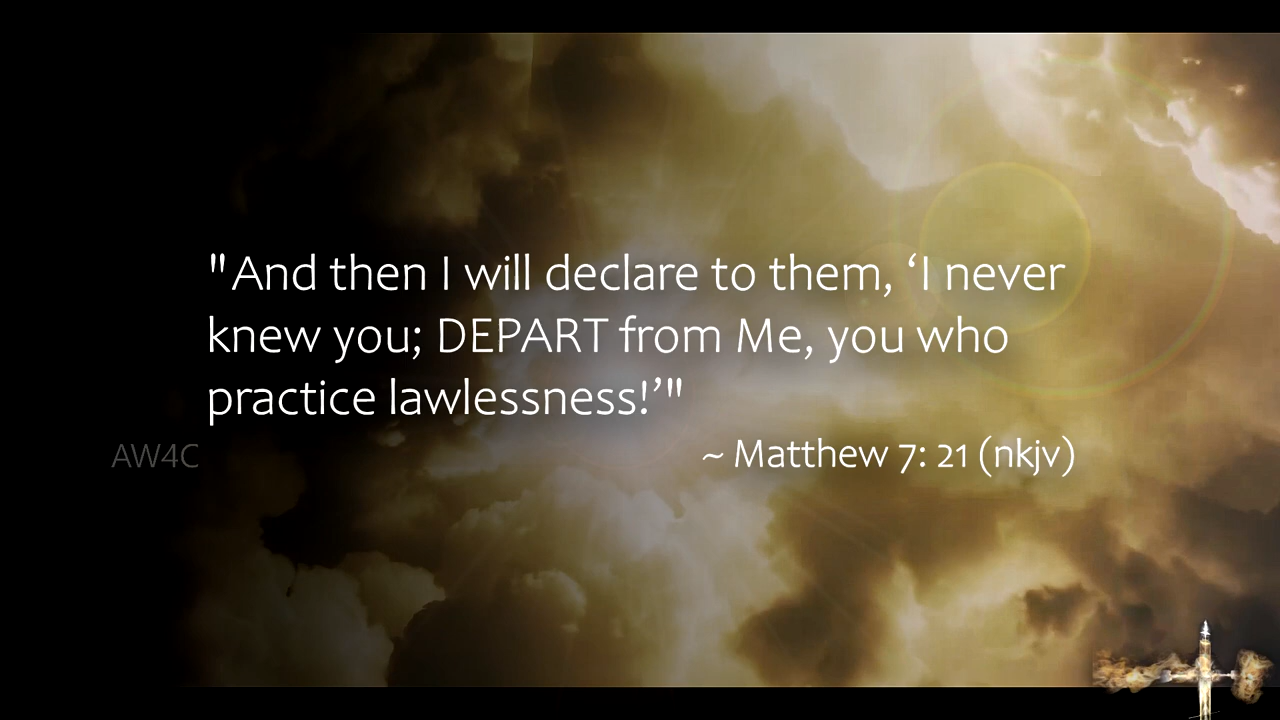 "And then I will declare to them, ‘I never
knew you; DEPART from Me, you who
practice lawlessness!’"
AW4C
~ Matthew 7: 21 (nkjv)